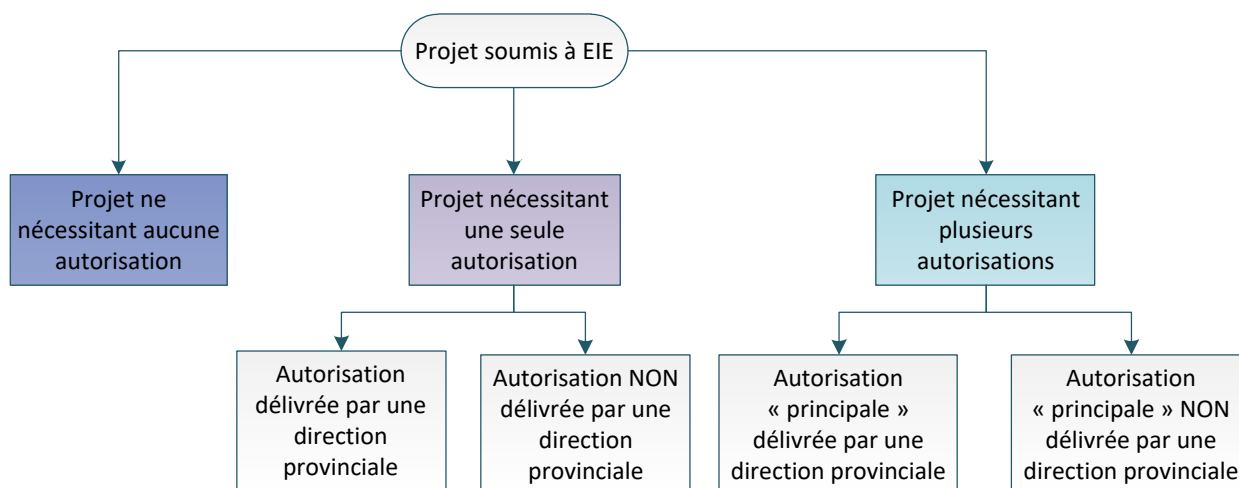 Projet soumis à EIE
Projet ne
nécessitant aucune
autorisation
Projet nécessitant
une seule
autorisation
Projet nécessitant
plusieurs
autorisations
Autorisation
délivrée par une
direction
provinciale
Autorisation NON
délivrée par une
direction
provinciale
Autorisation
« principale »
délivrée par une
direction provinciale
Autorisation
« principale » NON
délivrée par une
direction provinciale